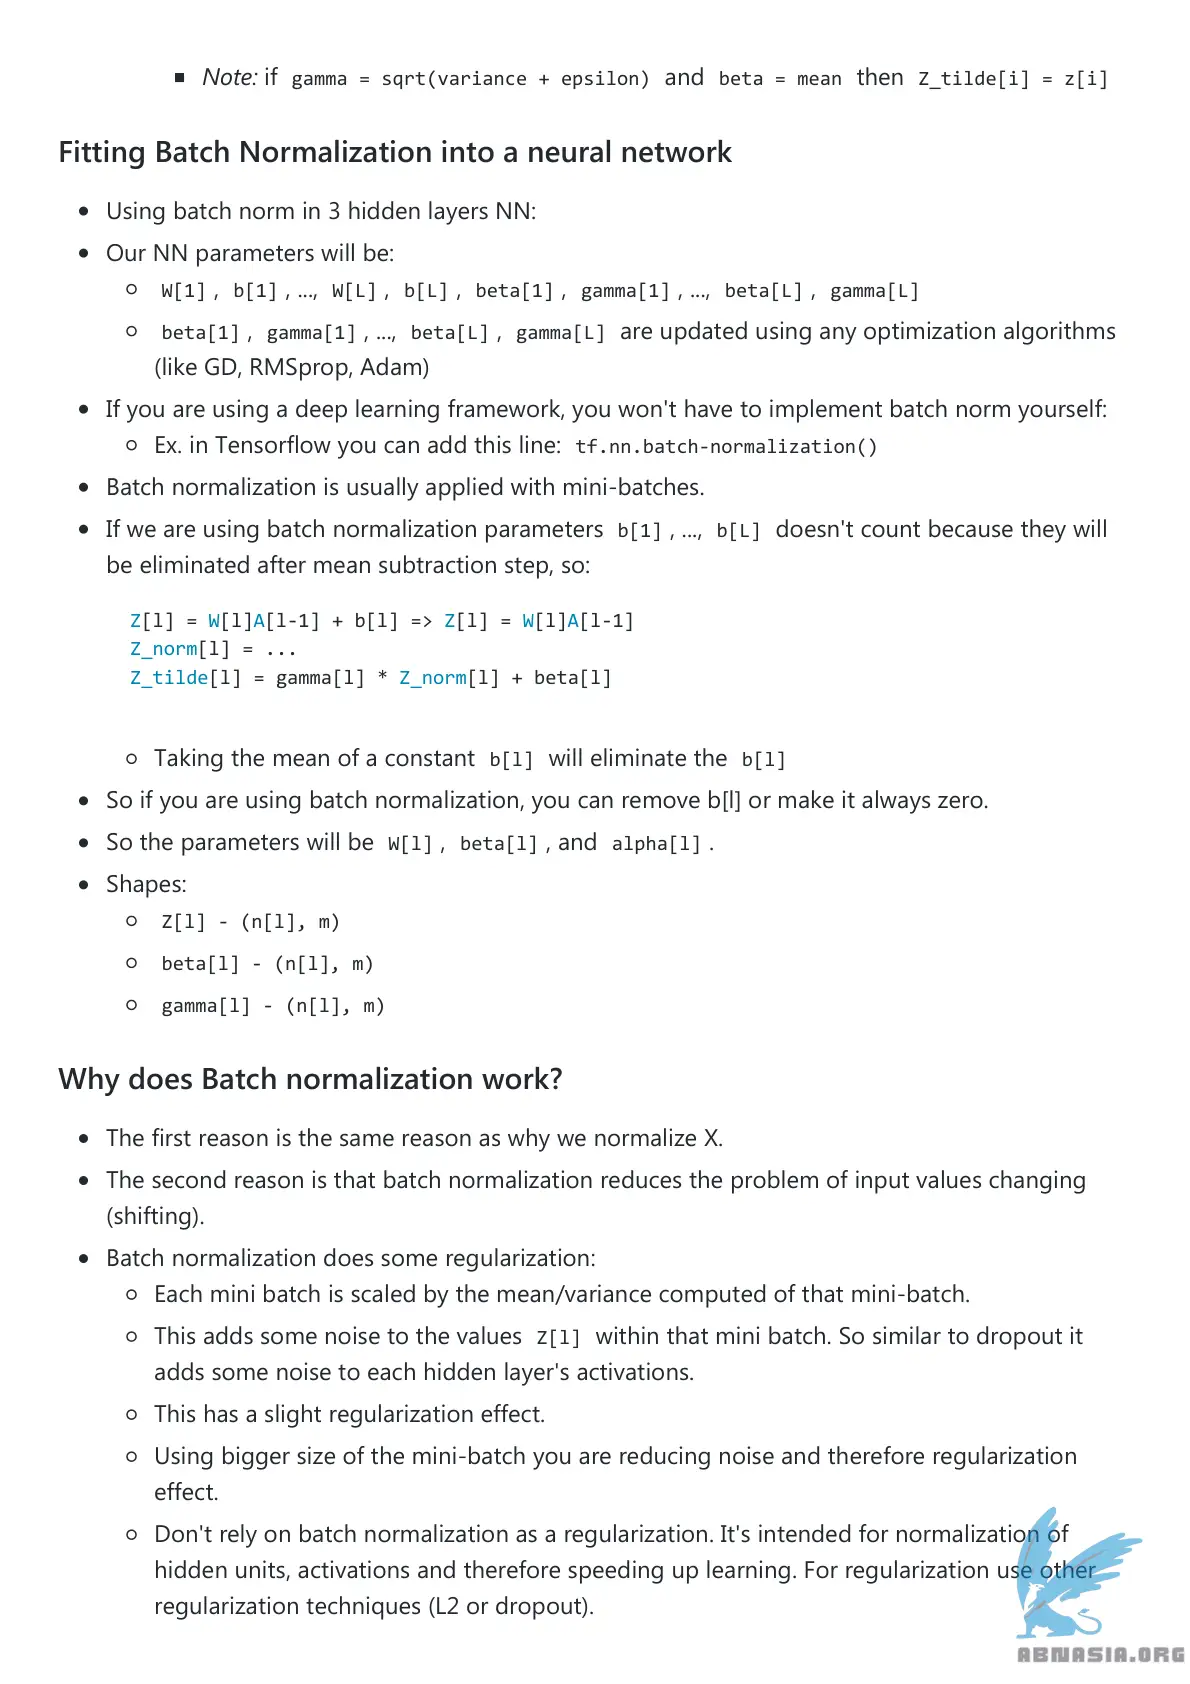 Note: if gamma = sqrt(variance + epsilon) and beta = mean then Z_tilde[i] = z[i]
Fitting Batch Normalization into a neural network
Using batch norm in 3 hidden layers NN:
Our NN parameters will be:
W[1] , b[1] , ..., W[L] , b[L] , beta[1] , gamma[1] , ..., beta[L] , gamma[L]
beta[1] , gamma[1] , ..., beta[L] , gamma[L] are updated using any optimization algorithms
(like GD, RMSprop, Adam)
If you are using a deep learning framework, you won't have to implement batch norm yourself:
Ex. in Tensorflow you can add this line: tf.nn.batch-normalization()
Batch normalization is usually applied with mini-batches.
If we are using batch normalization parameters b[1] , ..., b[L] doesn't count because they will
be eliminated after mean subtraction step, so:
Z[l] = W[l]A[l-1] + b[l] => Z[l] = W[l]A[l-1]
Z_norm[l] = ...
Z_tilde[l] = gamma[l] * Z_norm[l] + beta[l]
Taking the mean of a constant b[l] will eliminate the b[l]
So if you are using batch normalization, you can remove b[l] or make it always zero.
So the parameters will be W[l] , beta[l] , and alpha[l] .
Shapes:
Z[l] - (n[l], m)
beta[l] - (n[l], m)
gamma[l] - (n[l], m)
Why does Batch normalization work?
The first reason is the same reason as why we normalize X.
The second reason is that batch normalization reduces the problem of input values changing
(shifting).
Batch normalization does some regularization:
Each mini batch is scaled by the mean/variance computed of that mini-batch.
This adds some noise to the values Z[l] within that mini batch. So similar to dropout it
adds some noise to each hidden layer's activations.
This has a slight regularization effect.
Using bigger size of the mini-batch you are reducing noise and therefore regularization
effect.
Don't rely on batch normalization as a regularization. It's intended for normalization of
hidden units, activations and therefore speeding up learning. For regularization use other
regularization techniques (L2 or dropout).
ABNASIA.ORG